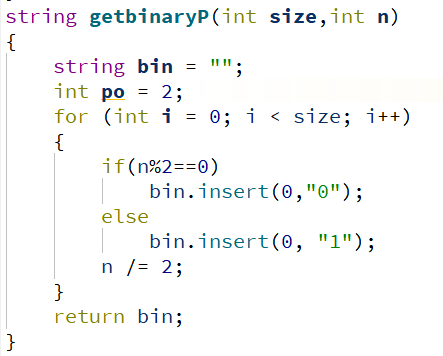 string getbinaryP(int size,int n)
{
    string bin = "";
    int po = 2;
    for (int i = 0; i < size; i++)
    {
        if(n%2==0)
            bin.insert(0,"0");
        else
            bin.insert(0, "1");
        n /= 2;
    }
    return bin;
}